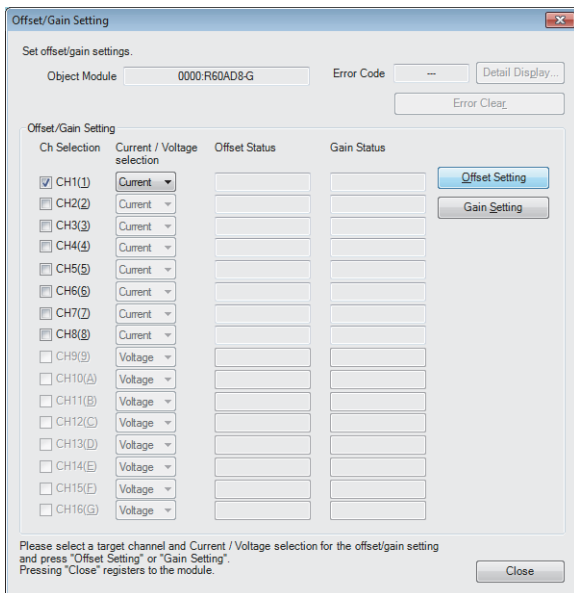 Offset/Gain Setting
Set offset/gain settings.
Object Module 0000:R60AD8-G Error Code --- Detail Display...
Error Clear
Offset/Gain Setting
Ch Selection Current / Voltage selection Offset Status Gain Status
CH1(1) Current Offset Setting
CH2(2) Current Gain Setting
CH3(3) Current
CH4(4) Current
CH5(5) Current
CH6(6) Current
CH7(7) Current
CH8(8) Current
CH9(9) Voltage
CH10(A) Voltage
CH11(B) Voltage
CH12(C) Voltage
CH13(D) Voltage
CH14(E) Voltage
CH15(F) Voltage
CH16(G) Voltage
Please select a target channel and Current / Voltage selection for the offset/gain setting
and press "Offset Setting" or "Gain Setting".
Pressing "Close" registers to the module.
Close